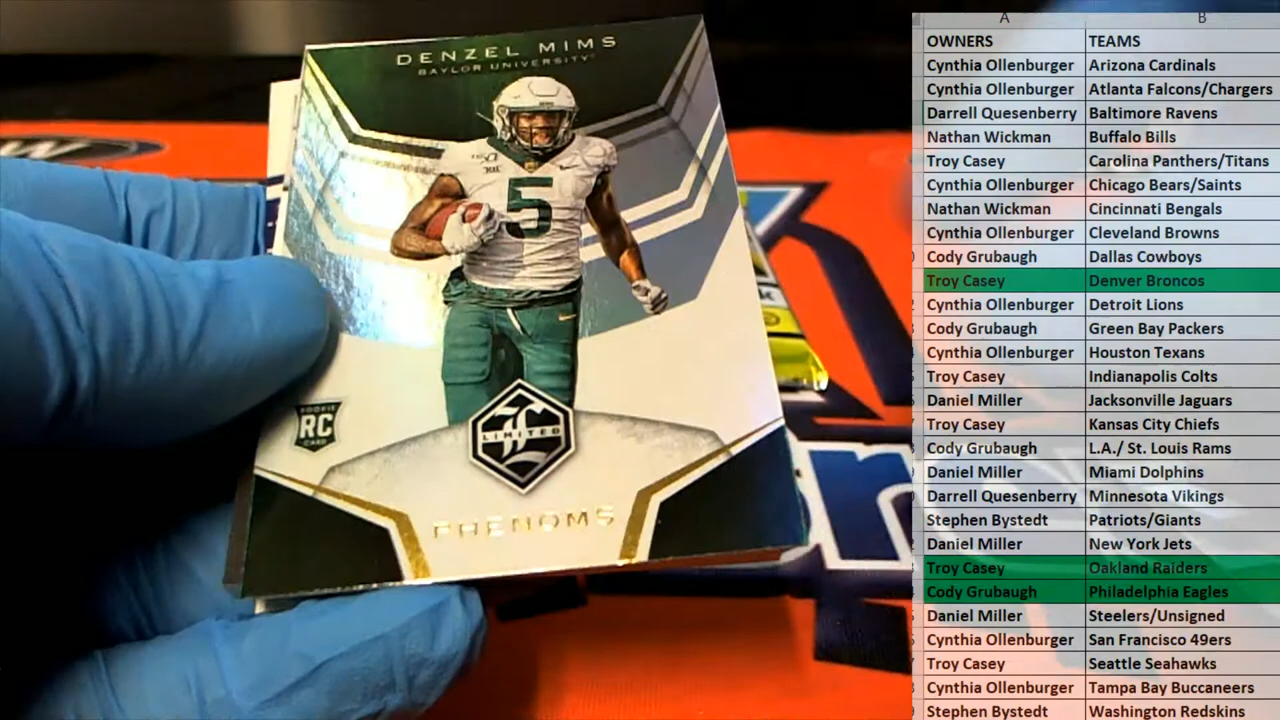 DENZEL MIMS
BAYLOR UNIVERSITY
5
ROOKIE
RC
CARD
LIMITED
PHENOMS
A B
OWNERS TEAMS
Cynthia Ollenburger Arizona Cardinals
Cynthia Ollenburger Atlanta Falcons/Chargers
Darrell Quesenberry Baltimore Ravens
Nathan Wickman Buffalo Bills
Troy Casey Carolina Panthers/Titans
Cynthia Ollenburger Chicago Bears/Saints
Nathan Wickman Cincinnati Bengals
Cynthia Ollenburger Cleveland Browns
Cody Grubaugh Dallas Cowboys
Troy Casey Denver Broncos
Cynthia Ollenburger Detroit Lions
Cody Grubaugh Green Bay Packers
Cynthia Ollenburger Houston Texans
Troy Casey Indianapolis Colts
Daniel Miller Jacksonville Jaguars
Troy Casey Kansas City Chiefs
Cody Grubaugh L.A./ St. Louis Rams
Daniel Miller Miami Dolphins
Darrell Quesenberry Minnesota Vikings
Stephen Bystedt Patriots/Giants
Daniel Miller New York Jets
Troy Casey Oakland Raiders
Cody Grubaugh Philadelphia Eagles
Daniel Miller Steelers/Unsigned
Cynthia Ollenburger San Francisco 49ers
Troy Casey Seattle Seahawks
Cynthia Ollenburger Tampa Bay Buccaneers
Stephen Bystedt Washington Redskins